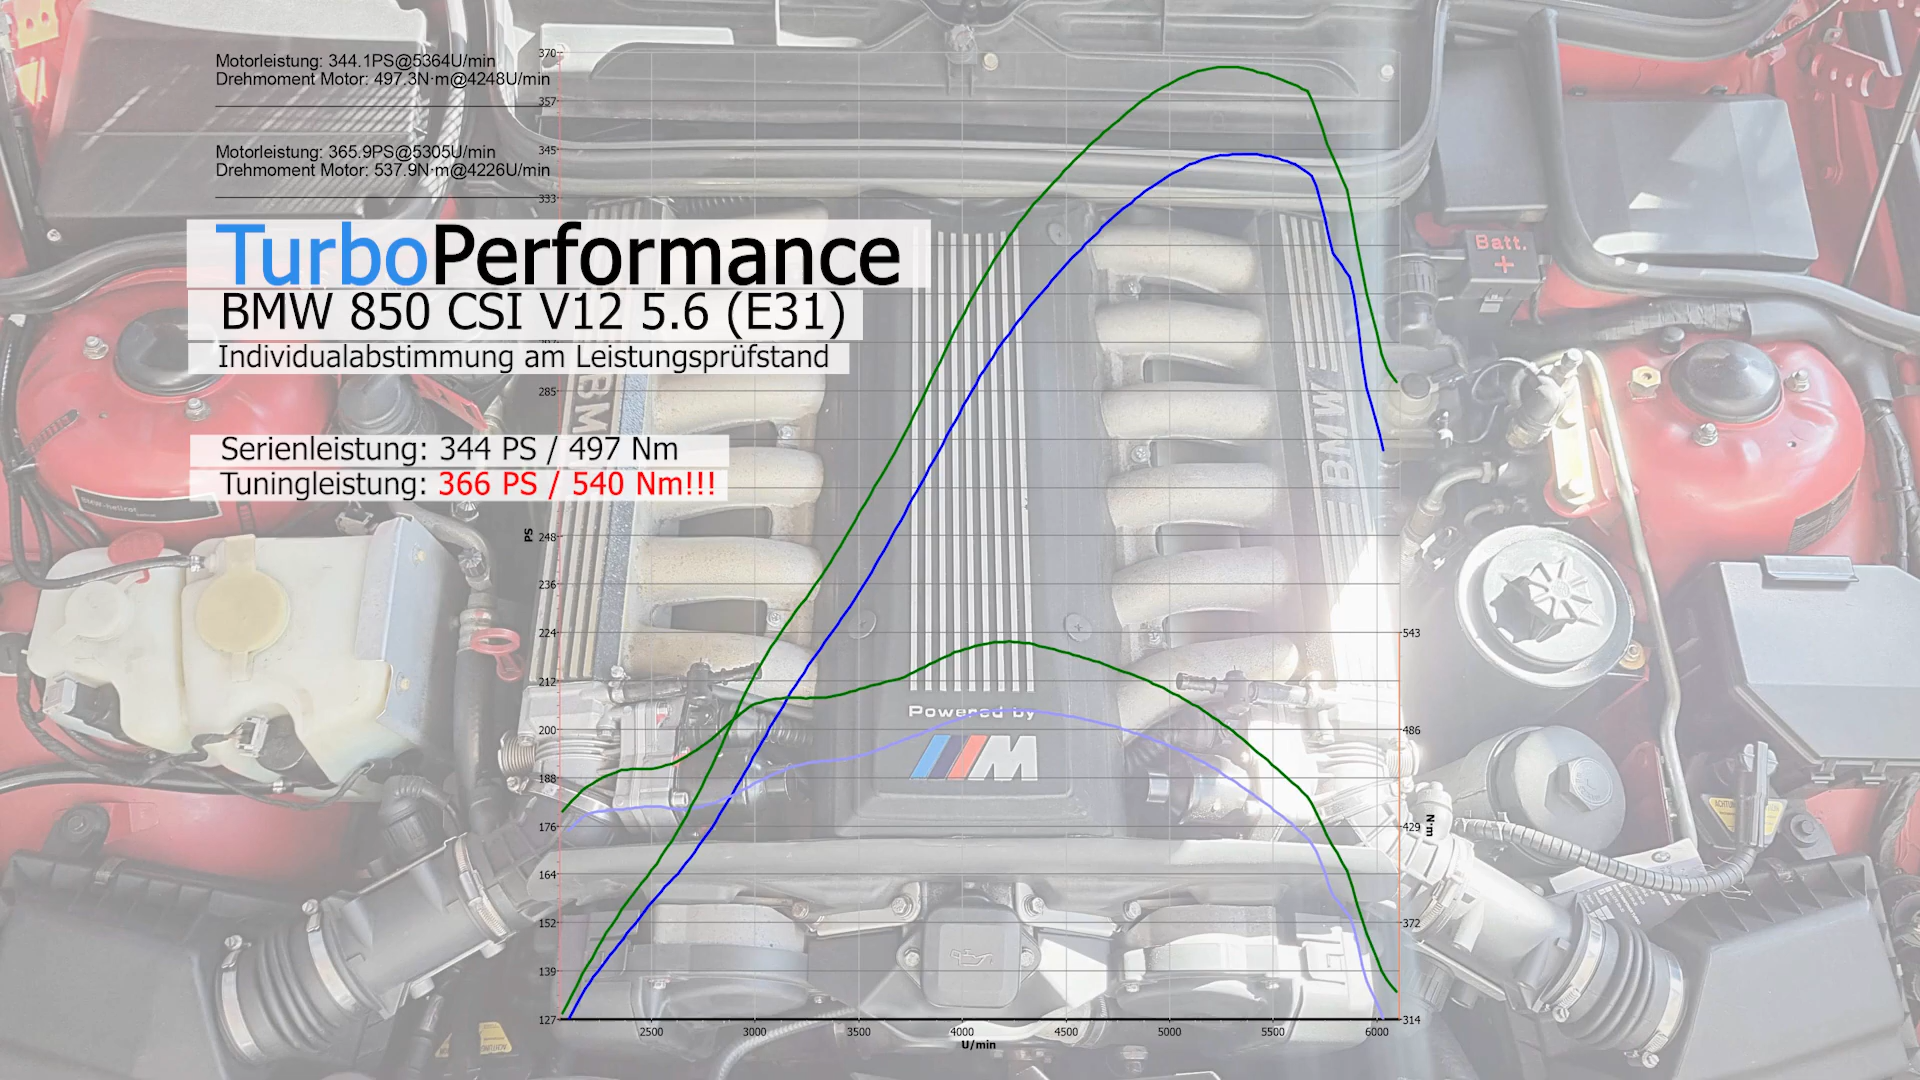 Motorleistung: 344.1PS@5364U/min
Drehmoment Motor: 497.3N·m@4248U/min
Motorleistung: 365.9PS@5305U/min
Drehmoment Motor: 537.9N·m@4226U/min
TurboPerformance
BMW 850 CSI V12 5.6 (E31)
Individualabstimmung am Leistungsprüfstand
Serienleistung: 344 PS / 497 Nm
Tuningleistung: 366 PS / 540 Nm!!!
370
357
345
333
285
PS
248
236
224
212
200
188
176
164
152
139
127
2500 3000 3500 4000 4500 5000 5500 6000
U/min
543
486
429
N·m
372
314
Batt.
+
BMW
BMW
Powered by
M
BMW-hellrot